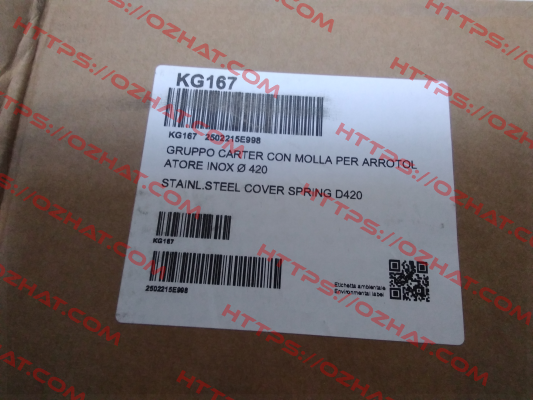 KG167
KG167 2502215E998
GRUPPO CARTER CON MOLLA PER ARROTOL
ATORE INOX Ø 420
STAINL.STEEL COVER SPRING D420
KG167
2502215E998
Etichetta ambientale
Environmental label
HTTPS://OZHAT.COM